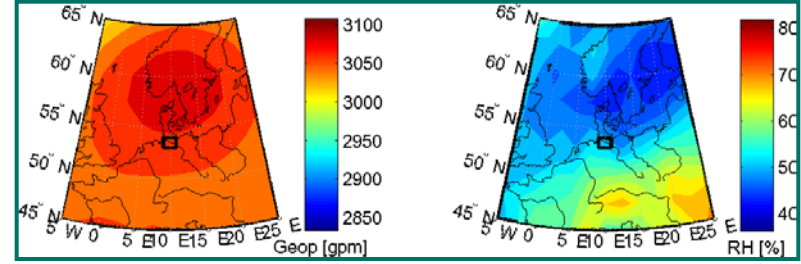 65° N
60° N
55° N
50° N
45° N
5° W 0 5 E10 E15 E20 E25 E
3100
3050
3000
2950
2900
2850
Geop [gpm]
65° N
60° N
55° N
50° N
45° N
5° W 0 5 E10 E15 E20 E25 E
80
70
60
50
40
RH [%]